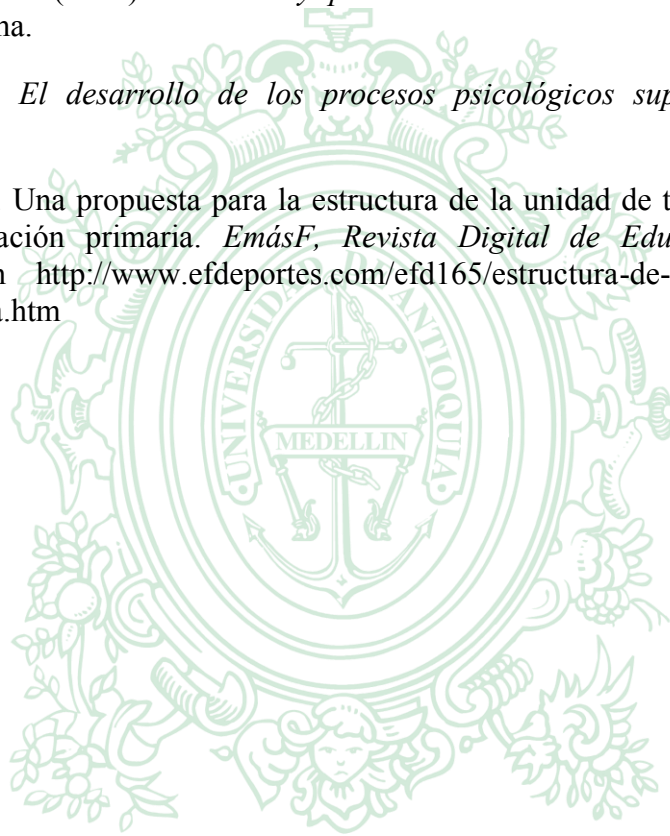 na.
El desarrollo de los procesos psicológicos sup
Una propuesta para la estructura de la unidad de t
ación primaria. EmásF, Revista Digital de Edu
http://www.efdeportes.com/efd165/estructura-de-
.htm
UNIVERSIDAD DE ANTIOQUIA
MEDELLIN